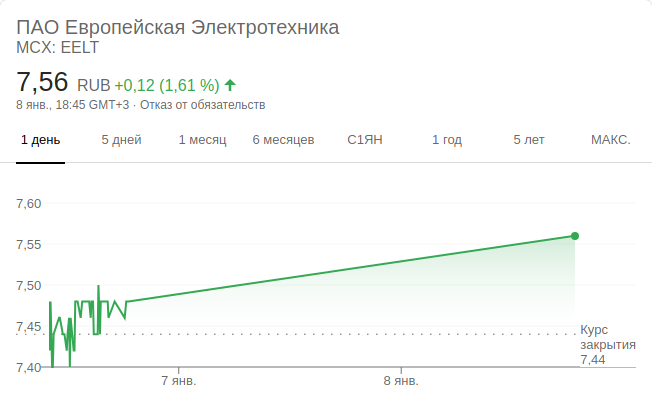 ПАО Европейская Электротехника
MCX: EELT
7,56 RUB +0,12 (1,61 %)
8 янв., 18:45 GMT+3 · Отказ от обязательств
1 день 5 дней 1 месяц 6 месяцев С1ЯН 1 год 5 лет МАКС.
7,60
7,55
7,50
7,45
7,40
Курс
закрытия
7,44
7 янв. 8 янв.